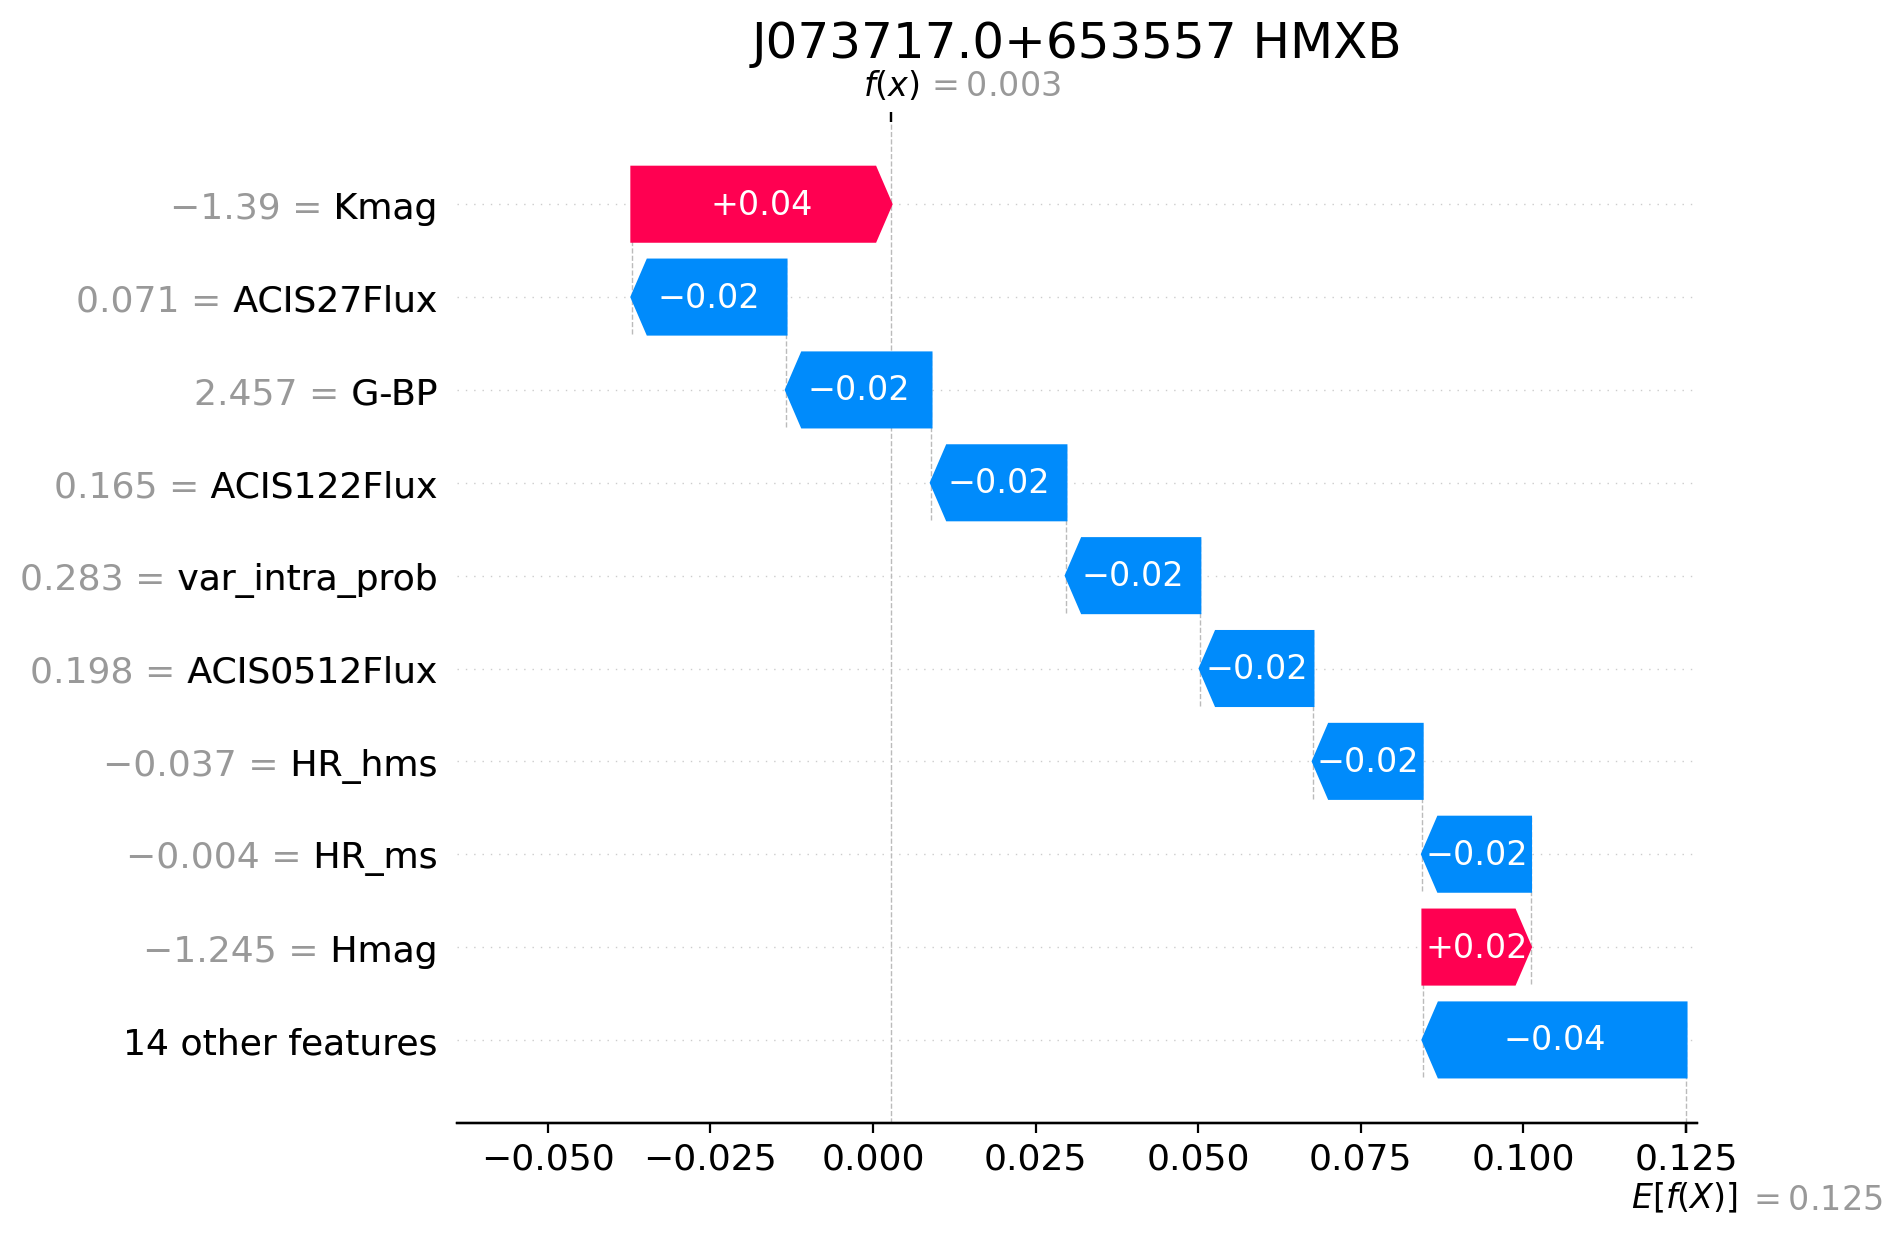 J073717.0+653557 HMXB
f(x) = 0.003
−1.39 = Kmag
+0.04
0.071 = ACIS27Flux
−0.02
2.457 = G-BP
−0.02
0.165 = ACIS122Flux
−0.02
0.283 = var_intra_prob
−0.02
0.198 = ACIS0512Flux
−0.02
−0.037 = HR_hms
−0.02
−0.004 = HR_ms
−0.02
−1.245 = Hmag
+0.02
14 other features
−0.04
−0.050 −0.025 0.000 0.025 0.050 0.075 0.100 0.125
E[f(X)] = 0.125